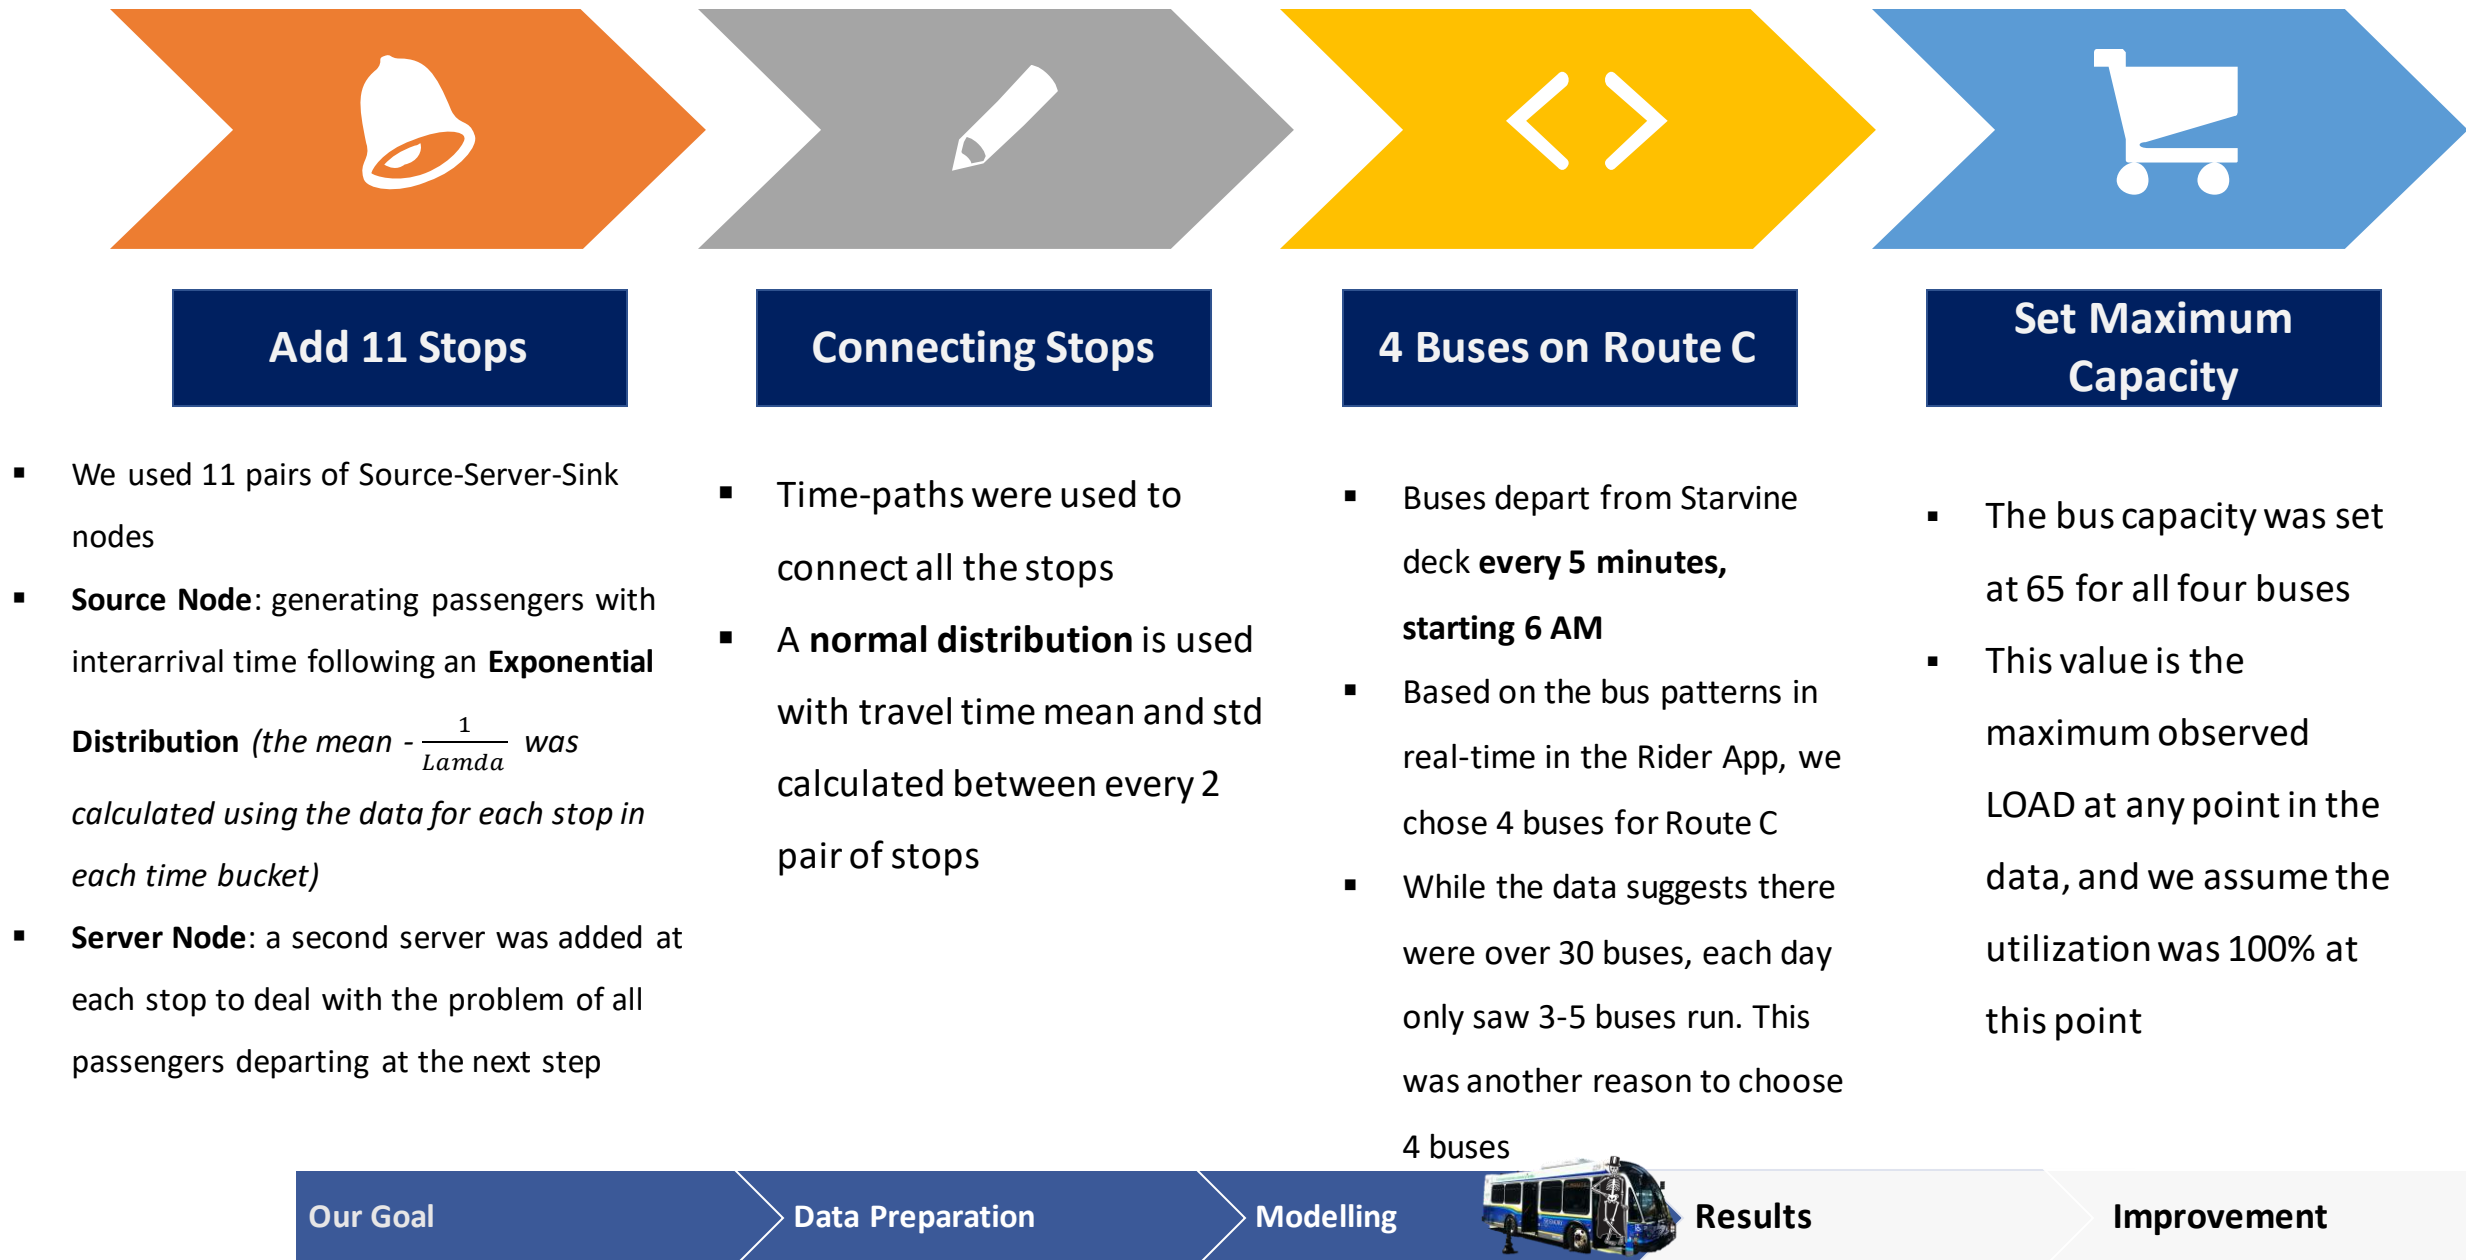 Add 11 Stops
▪ We used 11 pairs of Source-Server-Sink
nodes
▪ Source Node: generating passengers with
interarrival time following an Exponential
Distribution (the mean - 1/Lamda was
calculated using the data for each stop in
each time bucket)
▪ Server Node: a second server was added at
each stop to deal with the problem of all
passengers departing at the next step
Connecting Stops
▪ Time-paths were used to
connect all the stops
▪ A normal distribution is used
with travel time mean and std
calculated between every 2
pair of stops
4 Buses on Route C
▪ Buses depart from Starvine
deck every 5 minutes,
starting 6 AM
▪ Based on the bus patterns in
real-time in the Rider App, we
chose 4 buses for Route C
▪ While the data suggests there
were over 30 buses, each day
only saw 3-5 buses run. This
was another reason to choose
4 buses
Set Maximum
Capacity
▪ The bus capacity was set
at 65 for all four buses
▪ This value is the
maximum observed
LOAD at any point in the
data, and we assume the
utilization was 100% at
this point
Our Goal
Data Preparation
Modelling
Results
Improvement